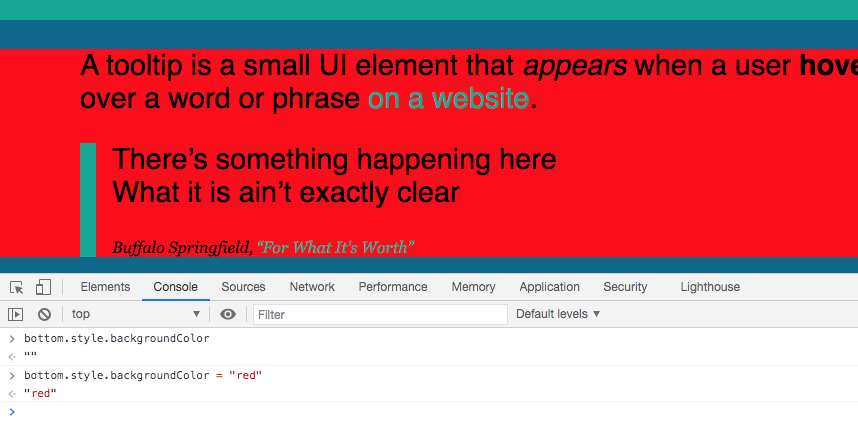 A tooltip is a small UI element that appears when a user hove
over a word or phrase on a website.
There’s something happening here
What it is ain’t exactly clear
Buffalo Springfield, “For What It's Worth”
Elements Console Sources Network Performance Memory Application Security Lighthouse
top Filter Default levels
bottom.style.backgroundColor
""
bottom.style.backgroundColor = "red"
"red"